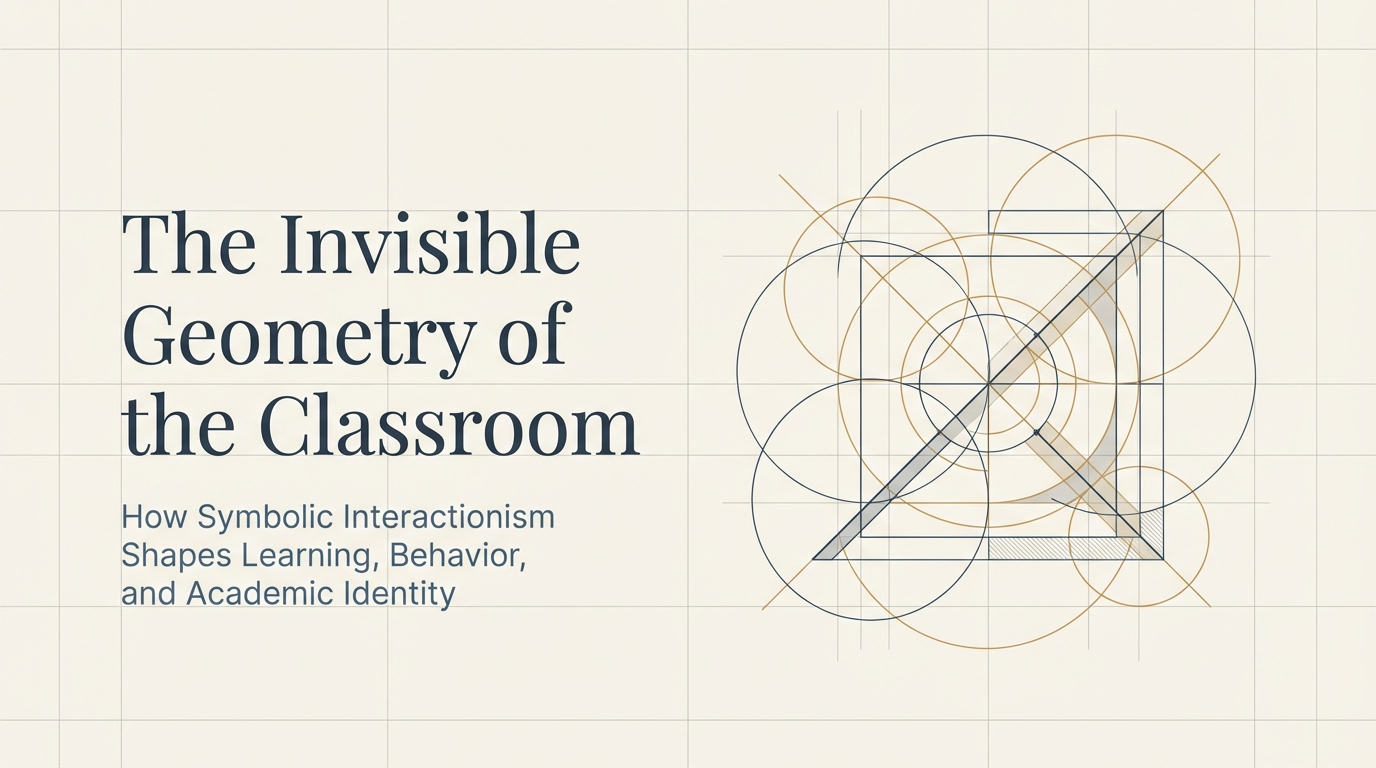 The Invisible
Geometry of
the Classroom
How Symbolic Interactionism
Shapes Learning, Behavior,
and Academic Identity